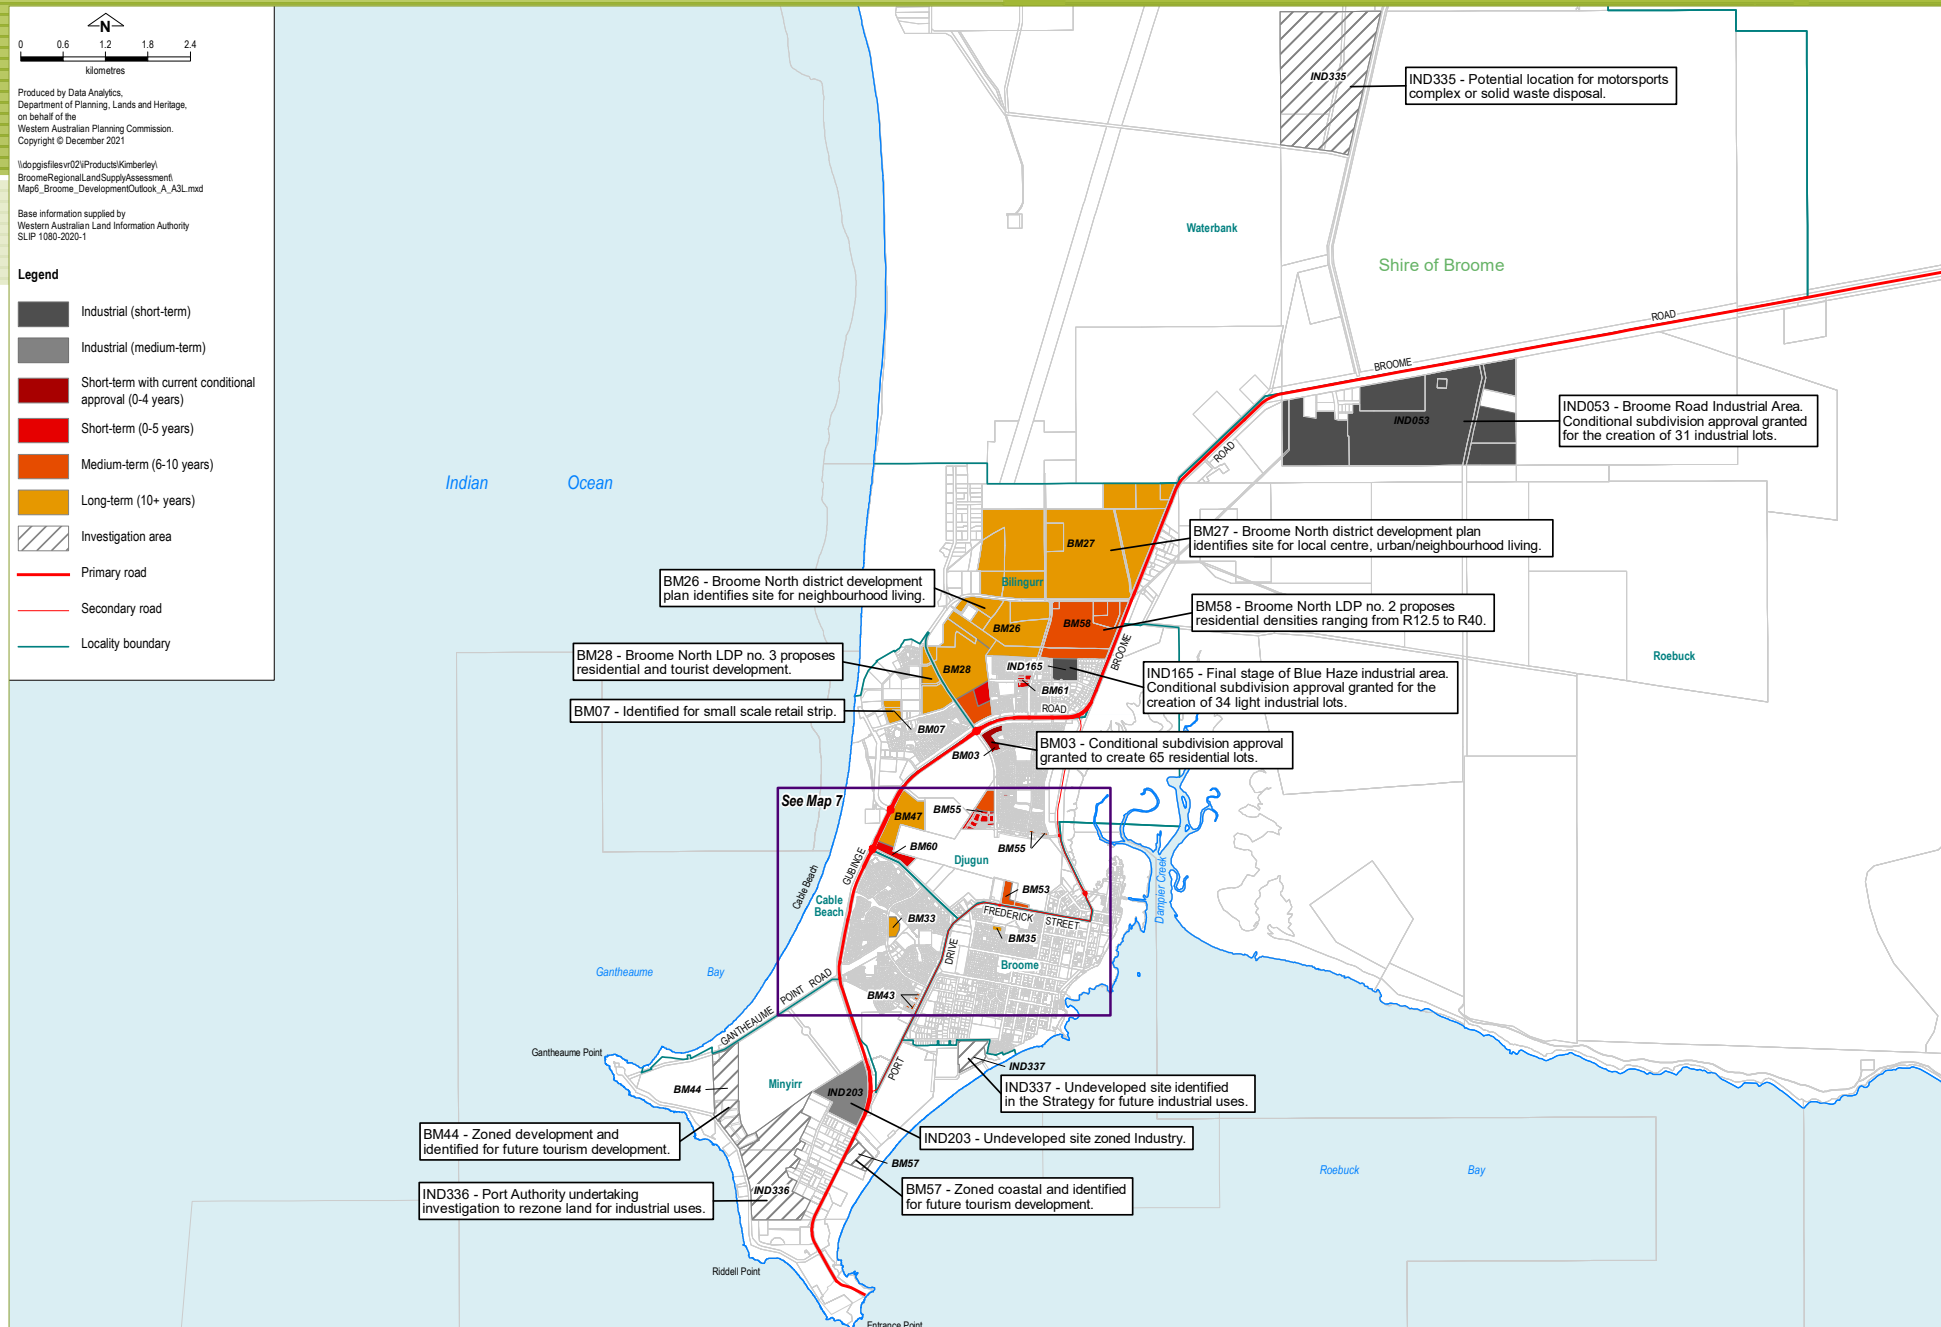 N
0 0.6 1.2 1.8 2.4
kilometres
Produced by Data Analytics,
Department of Planning, Lands and Heritage,
on behalf of the
Western Australian Planning Commission.
Copyright © December 2021
\\dopgisfilesvr02\iProducts\Kimberley\
BroomeRegionalLandSupplyAssessment\
Map6_Broome_DevelopmentOutlook_A_A3L.mxd
Base information supplied by
Western Australian Land Information Authority
SLIP 1080-2020-1
Legend
Industrial (short-term)
Industrial (medium-term)
Short-term with current conditional
approval (0-4 years)
Short-term (0-5 years)
Medium-term (6-10 years)
Long-term (10+ years)
Investigation area
Primary road
Secondary road
Locality boundary
IND335
IND335 - Potential location for motorsports
complex or solid waste disposal.
Waterbank
Shire of Broome
ROAD
BROOME
IND053
IND053 - Broome Road Industrial Area.
Conditional subdivision approval granted
for the creation of 31 industrial lots.
ROAD
Indian Ocean
BM27
BM27 - Broome North district development plan
identifies site for local centre, urban/neighbourhood living.
Bilingurr
BM26 - Broome North district development
plan identifies site for neighbourhood living.
BM26
BM58
BM58 - Broome North LDP no. 2 proposes
residential densities ranging from R12.5 to R40.
BROOME
Roebuck
BM28 - Broome North LDP no. 3 proposes
residential and tourist development.
BM28
IND165
BM61
IND165 - Final stage of Blue Haze industrial area.
Conditional subdivision approval granted for the
creation of 34 light industrial lots.
ROAD
BM07 - Identified for small scale retail strip.
BM07
BM03
BM03 - Conditional subdivision approval
granted to create 65 residential lots.
See Map 7
BM47
BM55
BM60
BM55
Djugun
GUBINGE
Cable Beach
Cable
Beach
BM53
FREDERICK STREET
BM33
BM35
DRIVE
Broome
Dampier Creek
Gantheaume Bay
GANTHEAUME POINT ROAD
BM43
Gantheaume Point
PORT
BM44
Minyirr
IND203
IND337
IND337 - Undeveloped site identified
in the Strategy for future industrial uses.
BM44 - Zoned development and
identified for future tourism development.
IND203 - Undeveloped site zoned Industry.
BM57
Roebuck Bay
IND336
IND336 - Port Authority undertaking
investigation to rezone land for industrial uses.
BM57 - Zoned coastal and identified
for future tourism development.
Riddell Point
Entrance Point